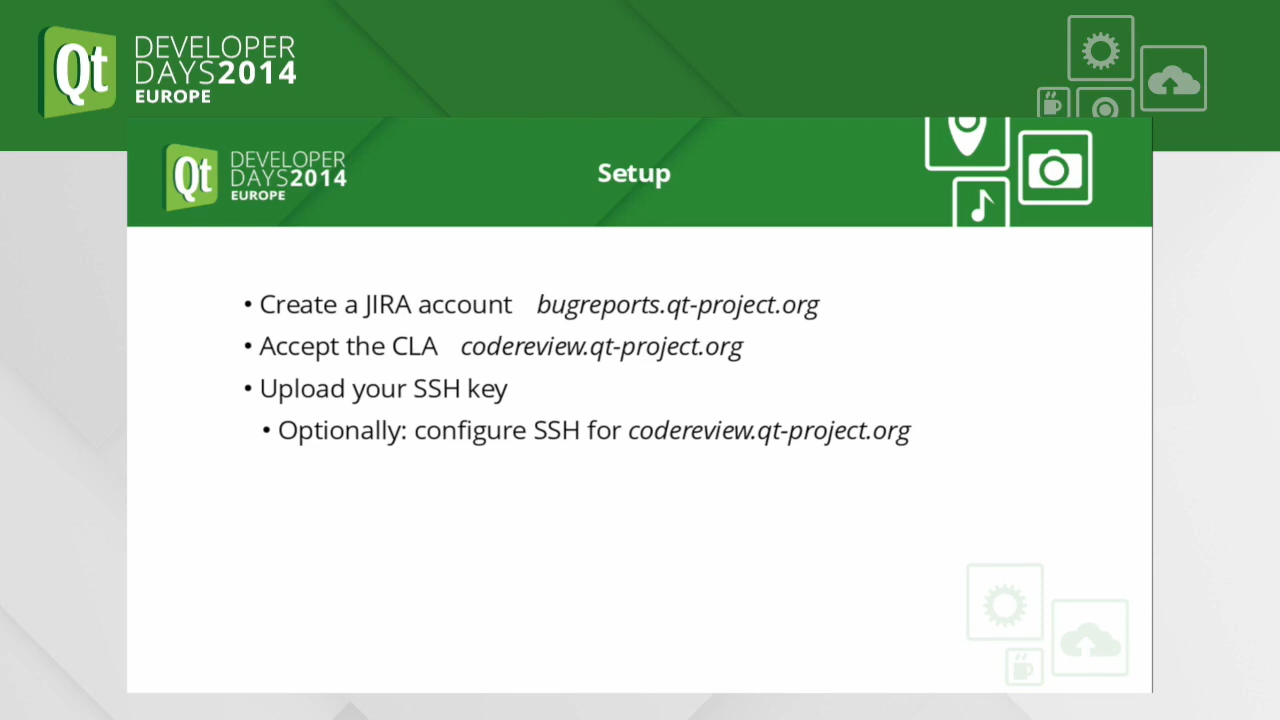 Qt DEVELOPER
DAYS2014
EUROPE
Qt DEVELOPER
DAYS2014
EUROPE
Setup
• Create a JIRA account bugreports.qt-project.org
• Accept the CLA codereview.qt-project.org
• Upload your SSH key
• Optionally: configure SSH for codereview.qt-project.org